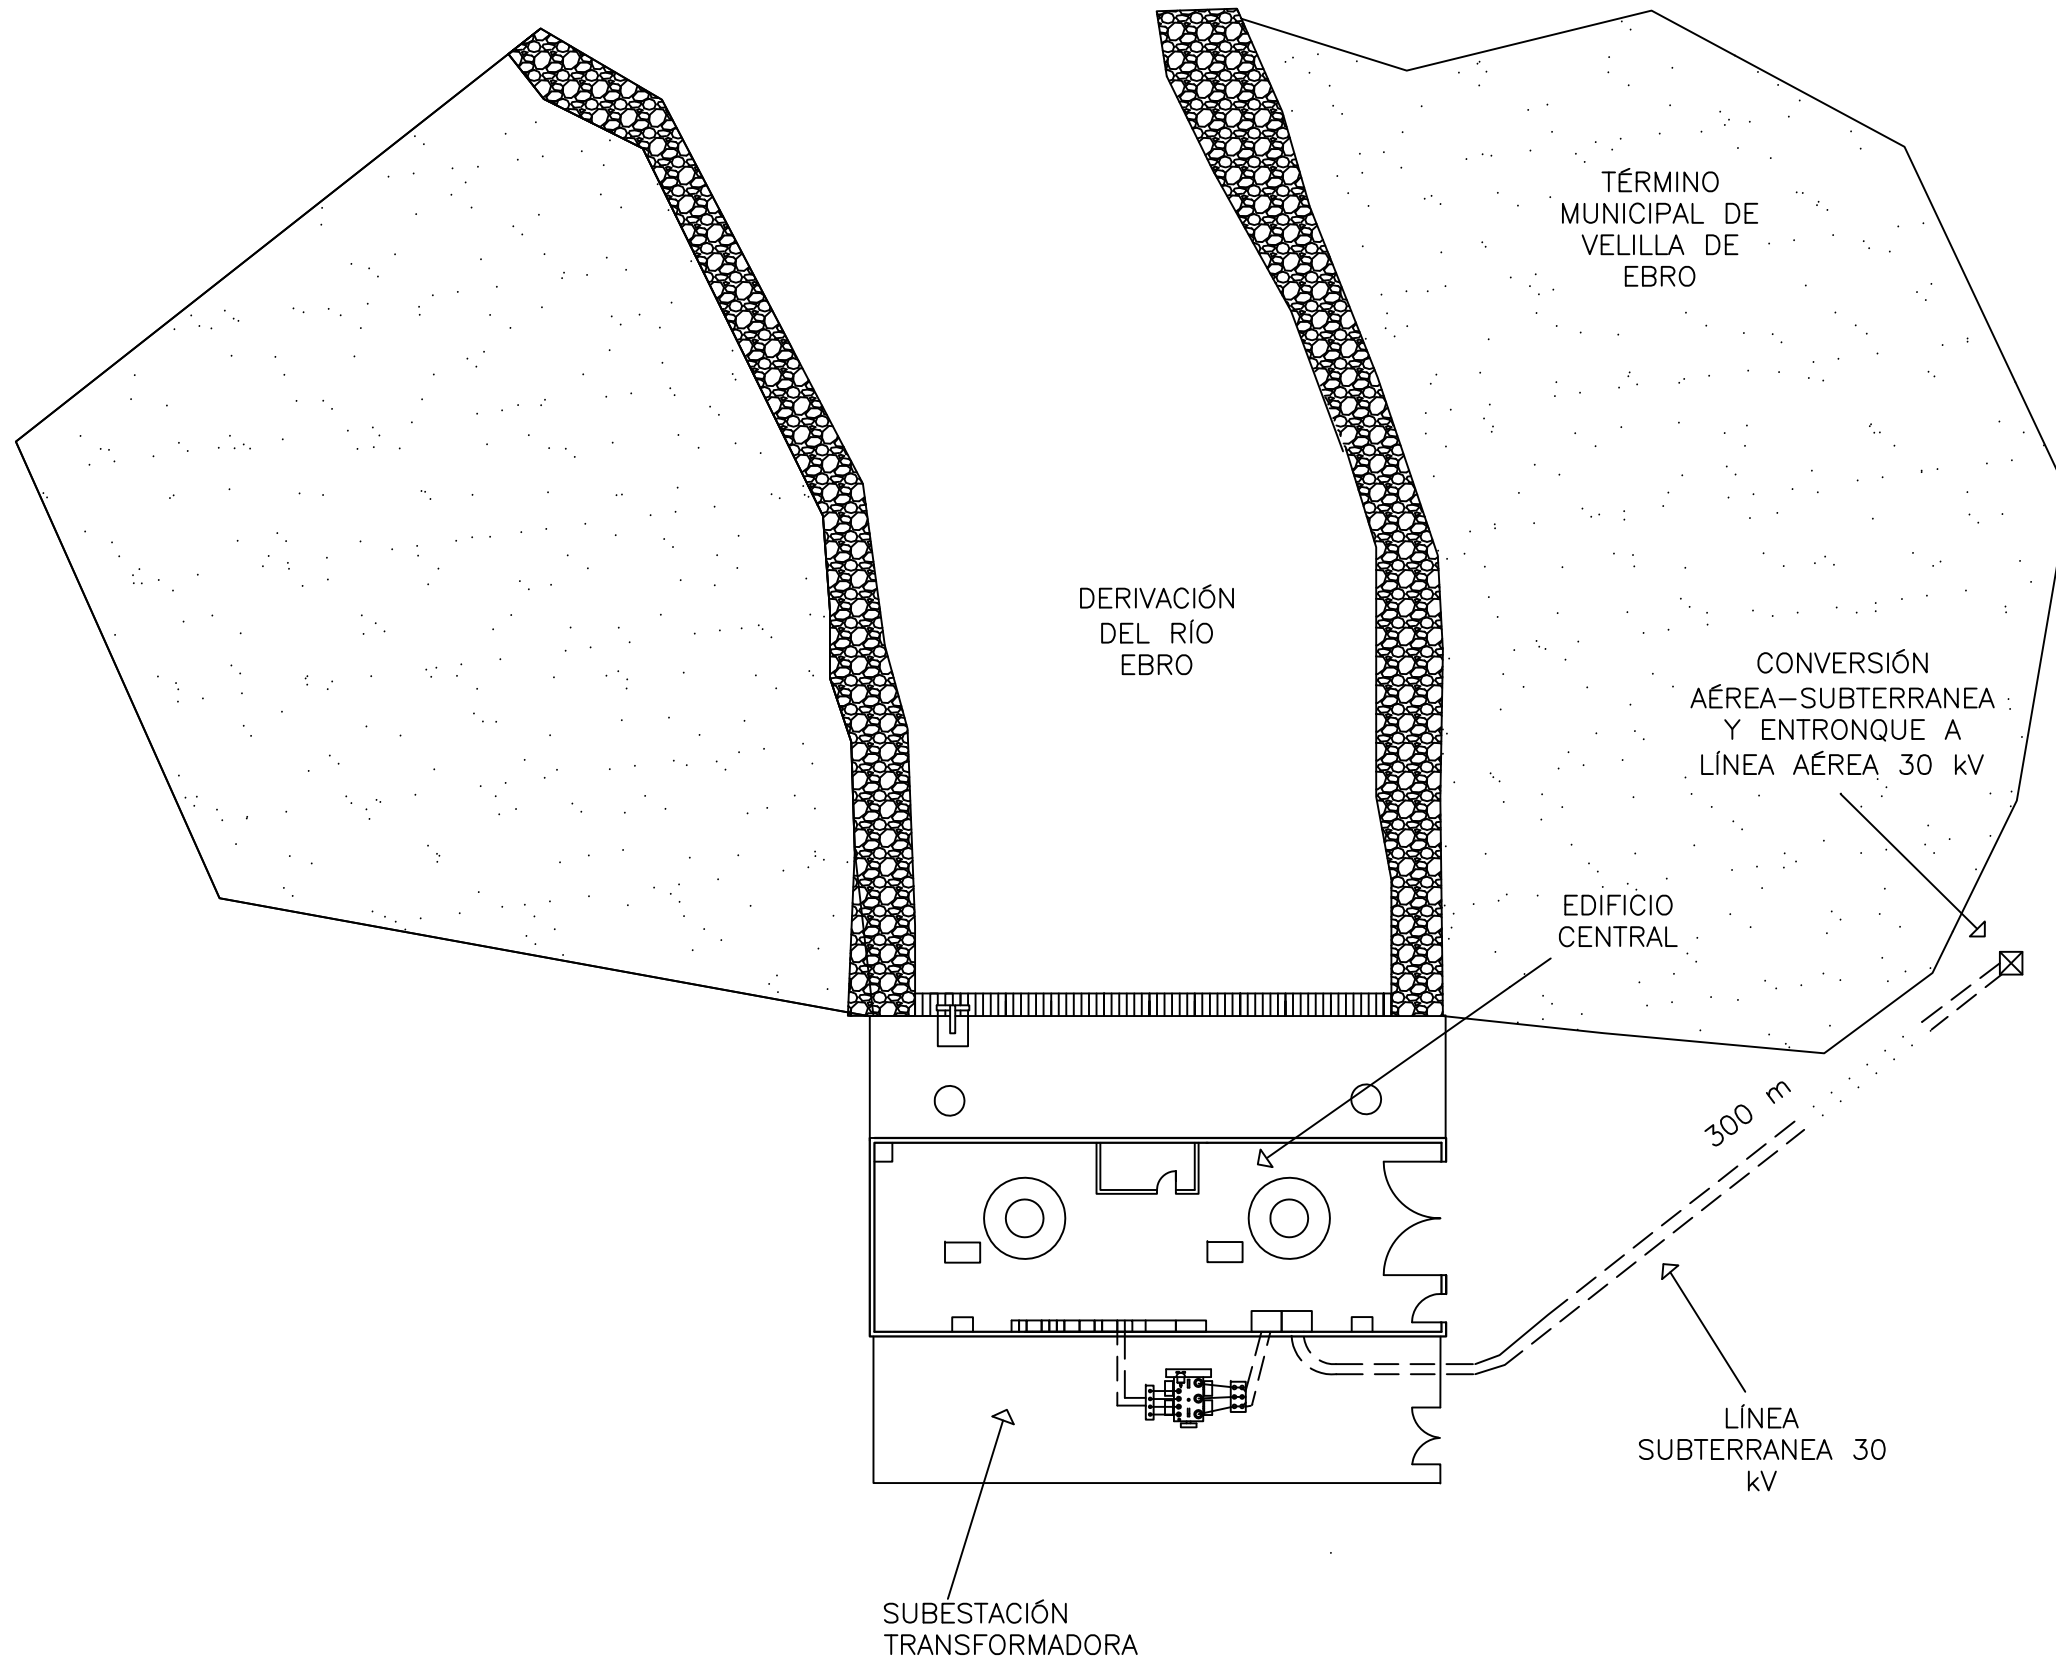 TÉRMINO
MUNICIPAL DE
VELILLA DE
EBRO
DERIVACIÓN
DEL RÍO
EBRO
CONVERSIÓN
AÉREA-SUBTERRANEA
Y ENTRONQUE A
LÍNEA AÉREA 30 kV
EDIFICIO
CENTRAL
300 m
LÍNEA
SUBTERRANEA 30
kV
SUBESTACIÓN
TRANSFORMADORA